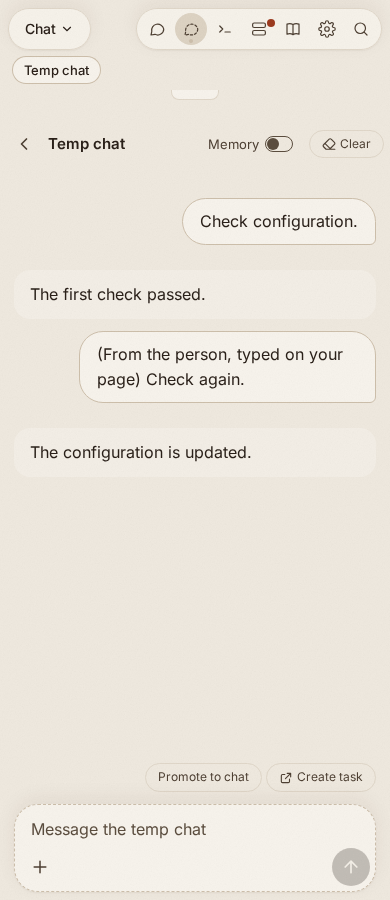 Chat
Temp chat
Temp chat
Memory
Clear
Check configuration.
The first check passed.
(From the person, typed on your
page) Check again.
The configuration is updated.
Promote to chat
Create task
Message the temp chat